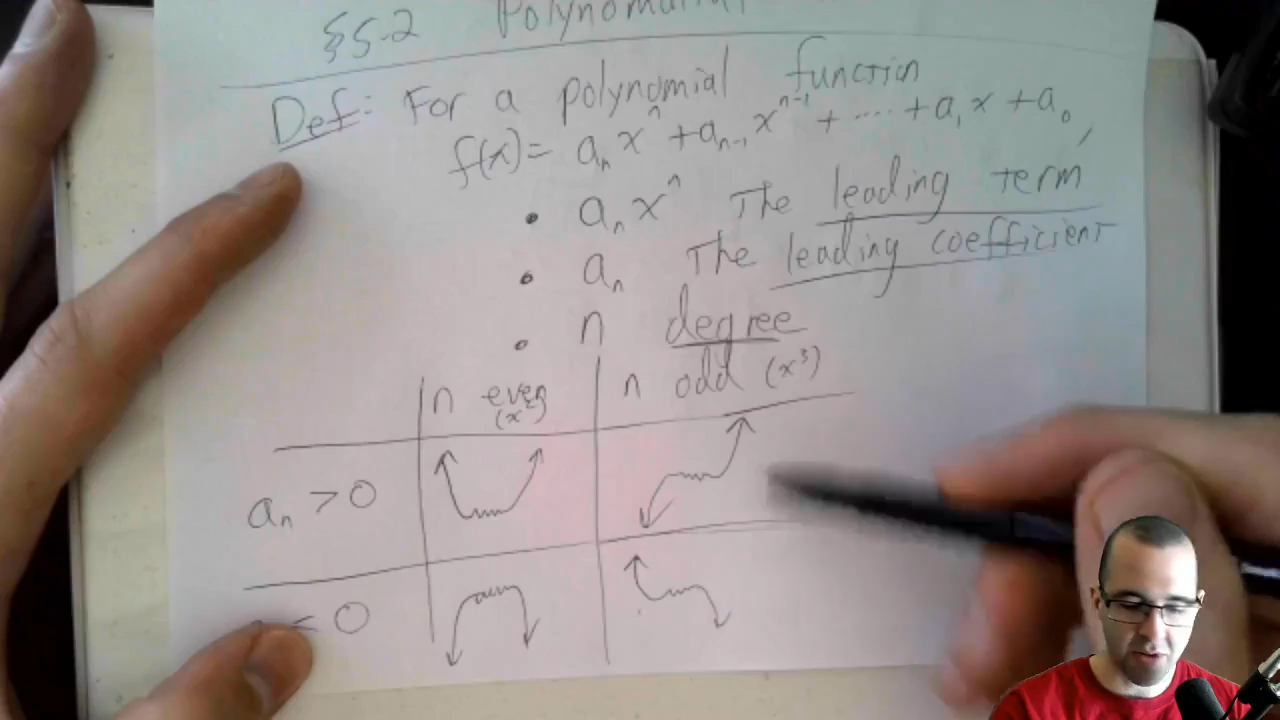 §5.2 Polynomial
Def: For a polynomial function
f(x) = aₙxⁿ + aₙ₋₁xⁿ⁻¹ + ···· + a₁x + a₀,
• aₙxⁿ The leading term
• aₙ The leading coefficient
• n degree
n even (x²) n odd (x³)
aₙ > 0
< 0